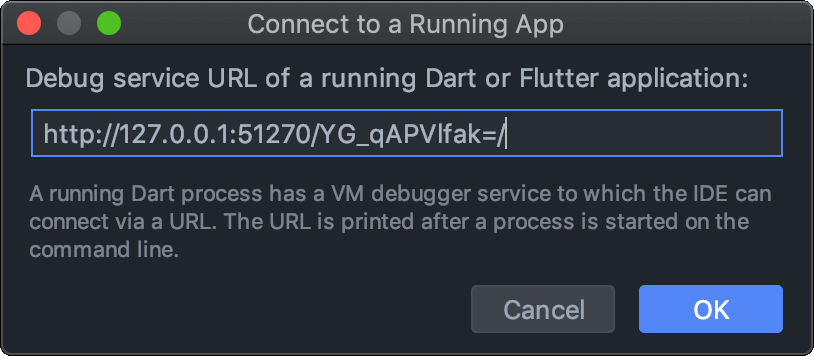 Connect to a Running App
Debug service URL of a running Dart or Flutter application:
http://127.0.0.1:51270/YG_qAPVlfak=/
A running Dart process has a VM debugger service to which the IDE can
connect via a URL. The URL is printed after a process is started on the
command line.
Cancel
OK